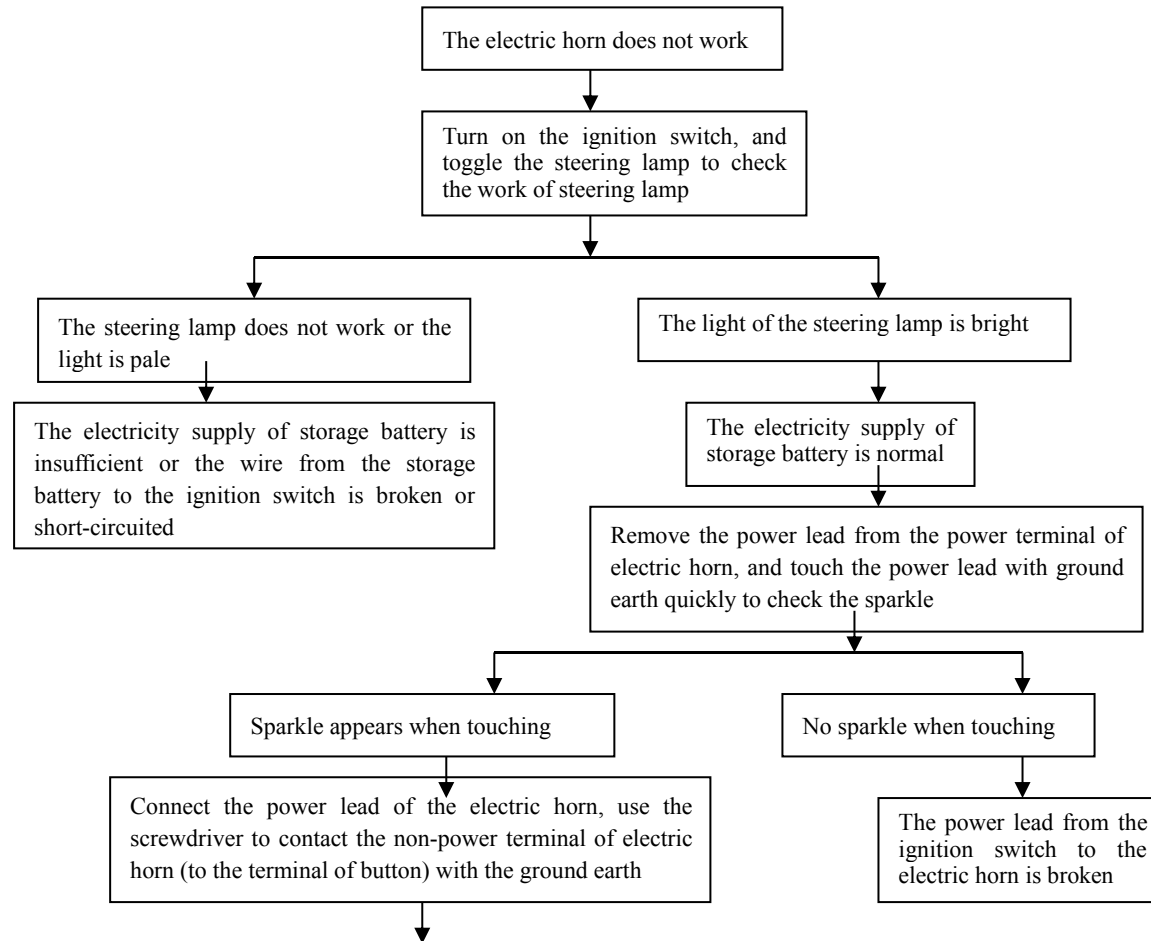 The electric horn does not work
Turn on the ignition switch, and
toggle the steering lamp to check
the work of steering lamp
The steering lamp does not work or the
light is pale
The light of the steering lamp is bright
The electricity supply of storage battery is
insufficient or the wire from the storage
battery to the ignition switch is broken or
short-circuited
The electricity supply of
storage battery is normal
Remove the power lead from the power terminal of
electric horn, and touch the power lead with ground
earth quickly to check the sparkle
Sparkle appears when touching
No sparkle when touching
Connect the power lead of the electric horn, use the
screwdriver to contact the non-power terminal of electric
horn (to the terminal of button) with the ground earth
The power lead from the
ignition switch to the
electric horn is broken